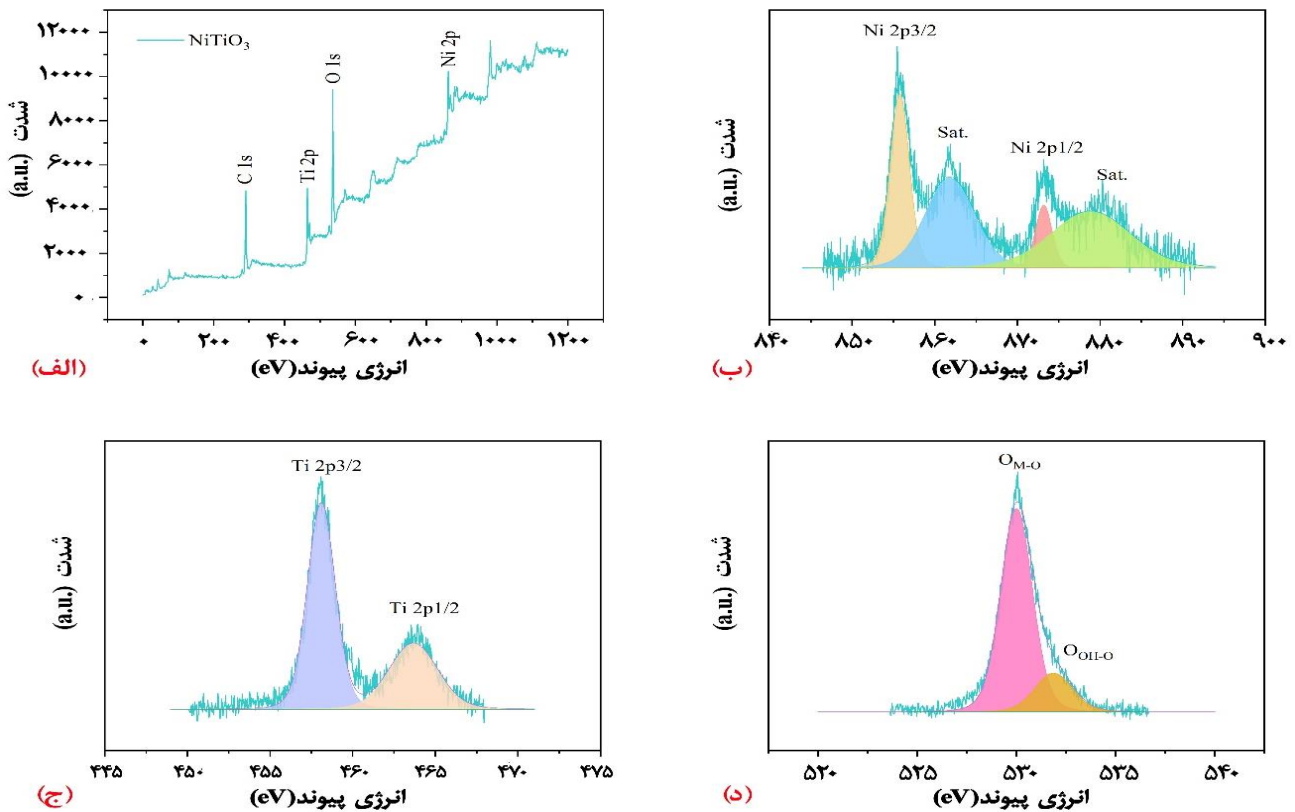 ۱۲۰۰۰
۱۰۰۰۰
۸۰۰۰
۶۰۰۰
۴۰۰۰
۲۰۰۰
۰
شدت (a.u.)
NiTiO₃
C 1s
Ti 2p
O 1s
Ni 2p
۰ ۲۰۰ ۴۰۰ ۶۰۰ ۸۰۰ ۱۰۰۰ ۱۲۰۰
انرژی پیوند(eV)
(الف)
شدت (a.u.)
Ni 2p3/2
Sat.
Ni 2p1/2
Sat.
۸۴۰ ۸۵۰ ۸۶۰ ۸۷۰ ۸۸۰ ۸۹۰ ۹۰۰
انرژی پیوند(eV)
(ب)
شدت (a.u.)
Ti 2p3/2
Ti 2p1/2
۴۴۵ ۴۵۰ ۴۵۵ ۴۶۰ ۴۶۵ ۴۷۰ ۴۷۵
انرژی پیوند(eV)
(ج)
شدت (a.u.)
O_M-O
O_OH-O
۵۲۰ ۵۲۵ ۵۳۰ ۵۳۵ ۵۴۰
انرژی پیوند(eV)
(د)